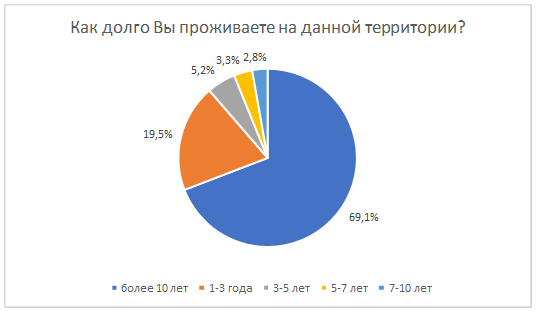 Как долго Вы проживаете на данной территории?
2,8%
3,3%
5,2%
19,5%
69,1%
более 10 лет 1-3 года 3-5 лет 5-7 лет 7-10 лет